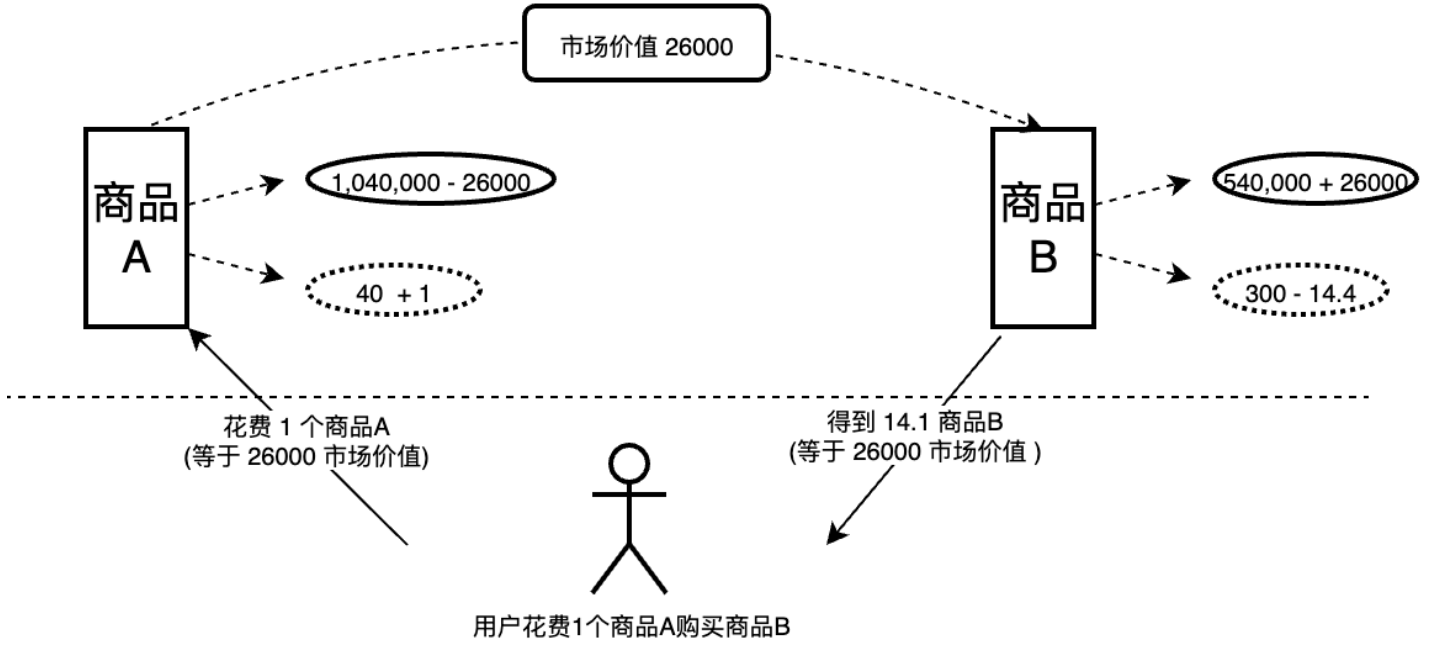 市场价值 26000
商品
A
1,040,000 - 26000
40 + 1
商品
B
540,000 + 26000
300 - 14.4
花费 1 个商品A
(等于 26000 市场价值)
得到 14.1 商品B
(等于 26000 市场价值 )
用户花费1个商品A购买商品B